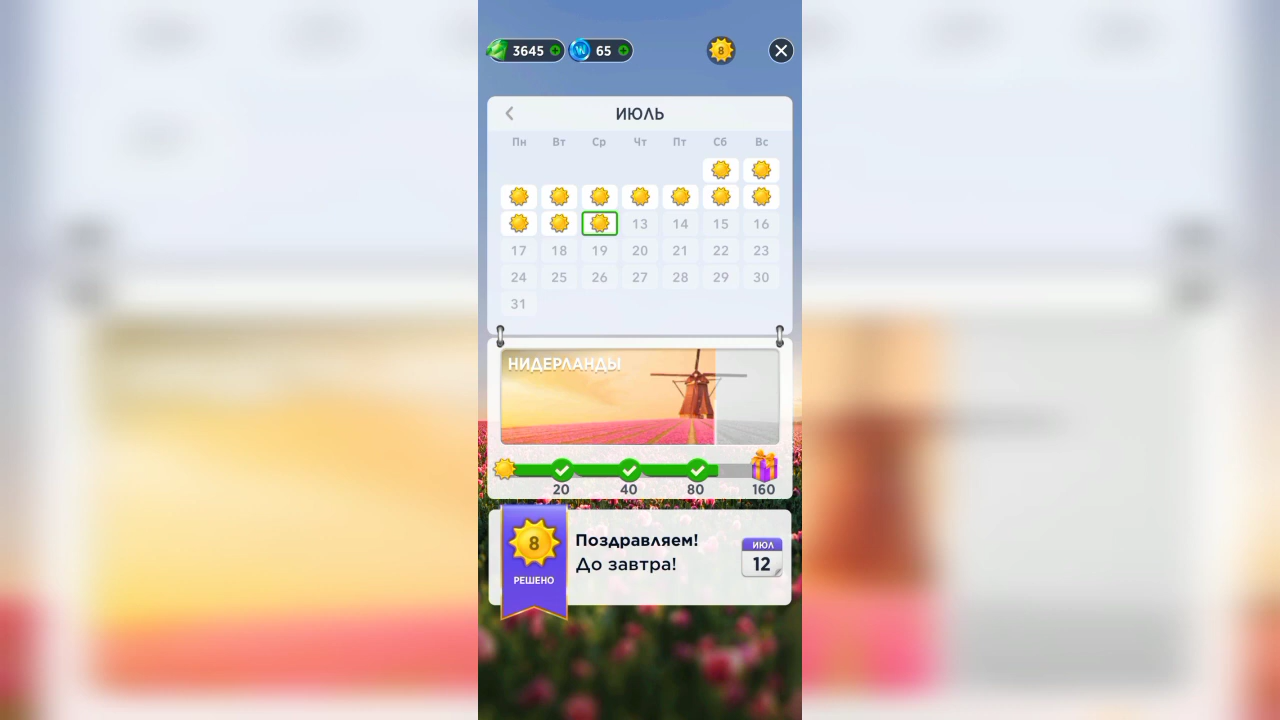 3645 65 8
ИЮЛЬ
Пн Вт Ср Чт Пт Сб Вс
13 14 15 16
17 18 19 20 21 22 23
24 25 26 27 28 29 30
31
НИДЕРЛАНДЫ
20 40 80 160
8
РЕШЕНО
Поздравляем!
До завтра!
ИЮЛ
12